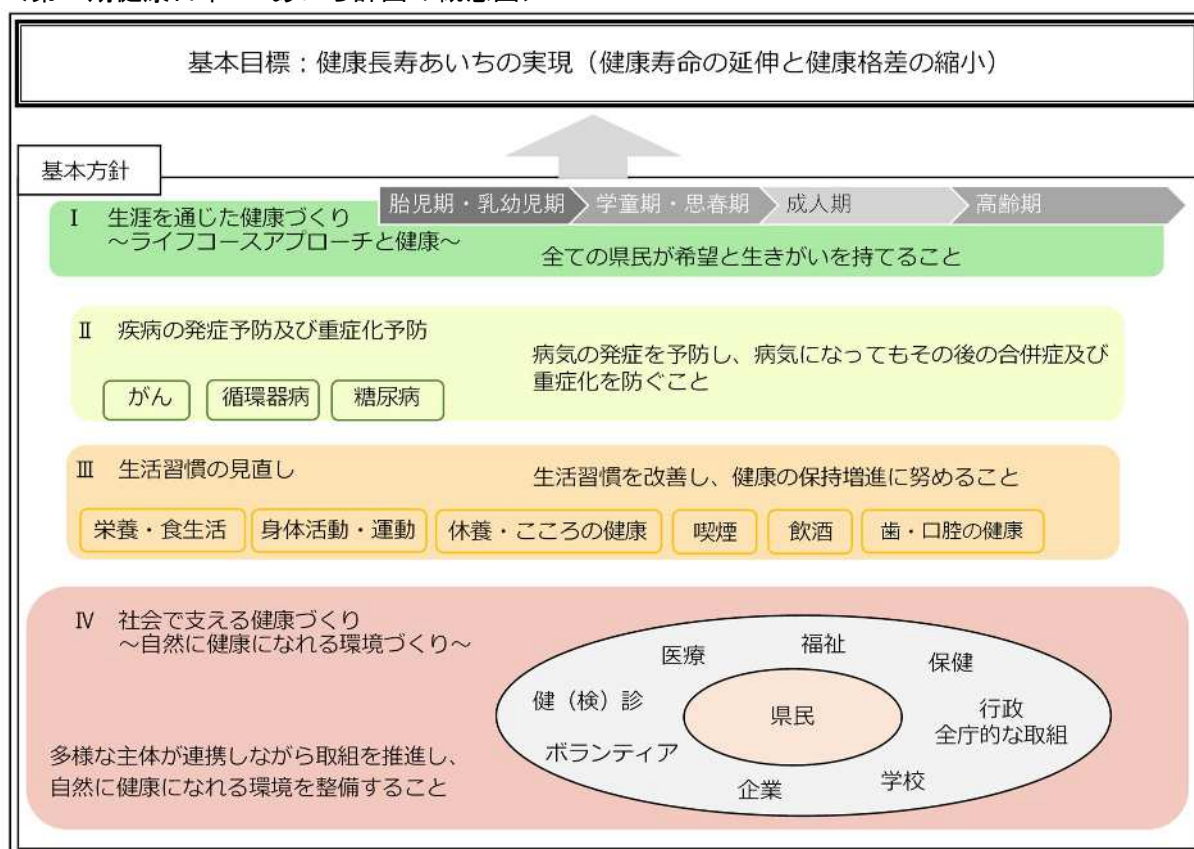 基本目標：健康長寿あいちの実現（健康寿命の延伸と健康格差の縮小）
基本方針
胎児期・乳幼児期
学童期・思春期
成人期
高齢期
Ⅰ 生涯を通じた健康づくり
～ライフコースアプローチと健康～
全ての県民が希望と生きがいを持てること
Ⅱ 疾病の発症予防及び重症化予防
病気の発症を予防し、病気になってもその後の合併症及び
重症化を防ぐこと
がん
循環器病
糖尿病
Ⅲ 生活習慣の見直し
生活習慣を改善し、健康の保持増進に努めること
栄養・食生活
身体活動・運動
休養・こころの健康
喫煙
飲酒
歯・口腔の健康
Ⅳ 社会で支える健康づくり
～自然に健康になれる環境づくり～
多様な主体が連携しながら取組を推進し、
自然に健康になれる環境を整備すること
医療
福祉
保健
健（検）診
県民
行政
全庁的な取組
ボランティア
企業
学校